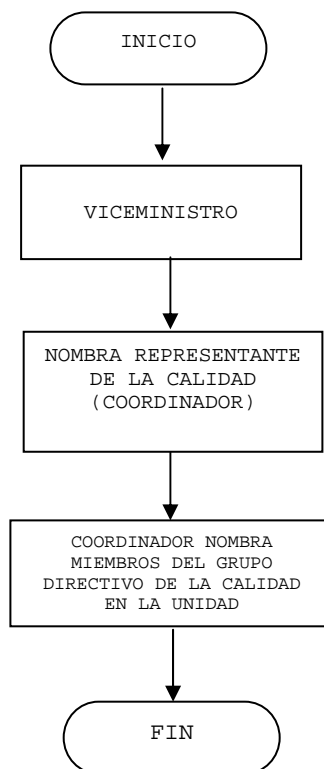 INICIO
VICEMINISTRO
NOMBRA REPRESENTANTE
DE LA CALIDAD
(COORDINADOR)
COORDINADOR NOMBRA
MIEMBROS DEL GRUPO
DIRECTIVO DE LA CALIDAD
EN LA UNIDAD
FIN